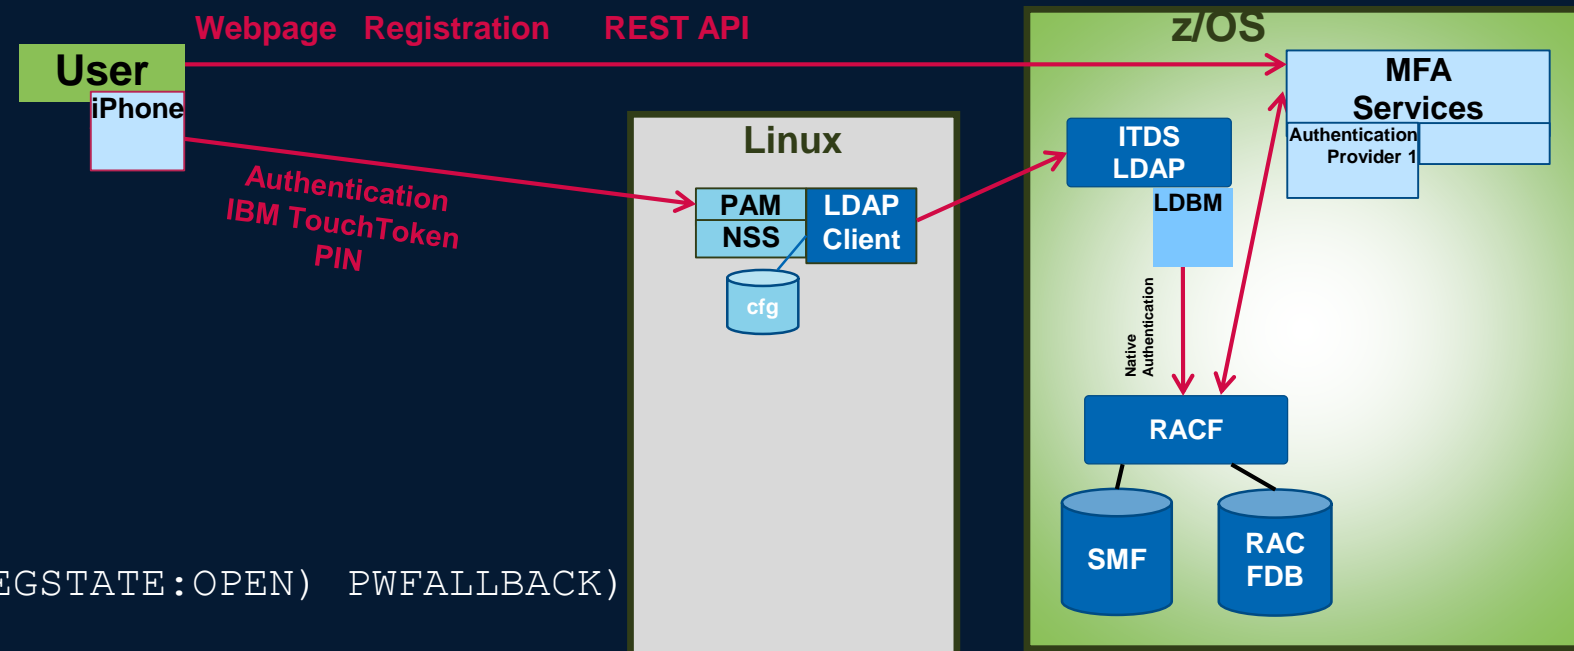 Webpage Registration REST API
User
iPhone
Authentication
IBM TouchToken
PIN
Linux
PAM
NSS
LDAP
Client
cfg
z/OS
MFA
Services
Authentication
Provider 1
ITDS
LDAP
LDBM
Native
Authentication
RACF
SMF
RAC
FDB
EGSTATE:OPEN) PWFALLBACK)